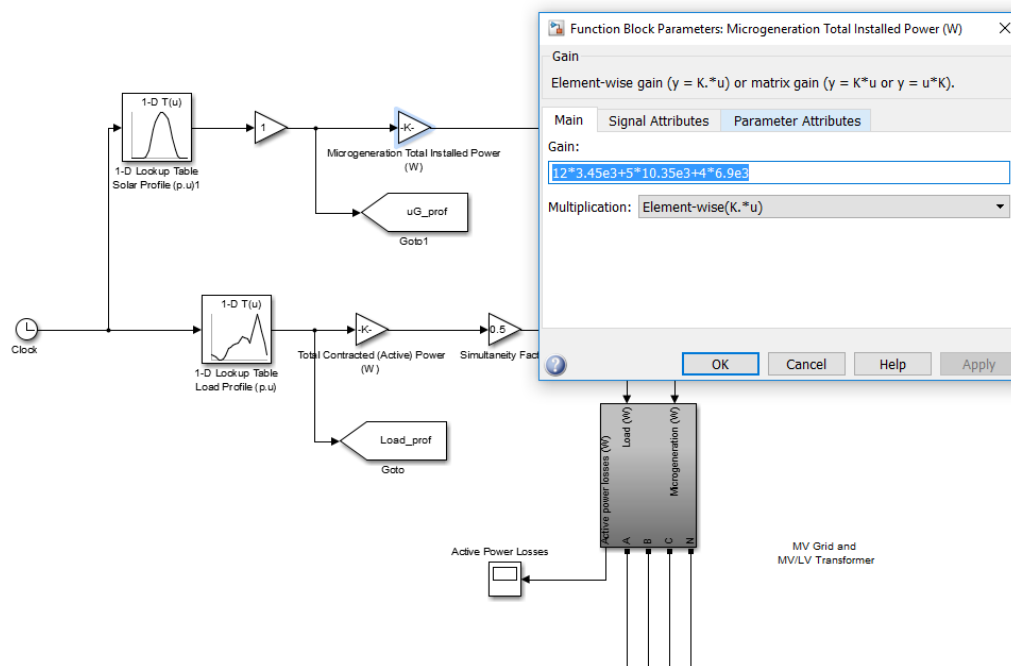 Function Block Parameters: Microgeneration Total Installed Power (W)
Gain
Element-wise gain (y = K.*u) or matrix gain (y = K*u or y = u*K).
Main
Signal Attributes
Parameter Attributes
Gain:
12*3.45e3+5*10.35e3+4*6.9e3
Multiplication:
Element-wise(K.*u)
OK
Cancel
Help
Apply
1-D T(u)
1-D Lookup Table
Solar Profile (p.u)1
1
-K-
Microgeneration Total Installed Power
(W)
uG_prof
Goto1
Clock
1-D T(u)
1-D Lookup Table
Load Profile (p.u)
-K-
Total Contracted (Active) Power
(W )
0.5
Simultaneity Fact
Load_prof
Goto
Active power losses (W)
Load (W)
Microgeneration (W)
A
B
C
N
Active Power Losses
MV Grid and
MV/LV Transformer